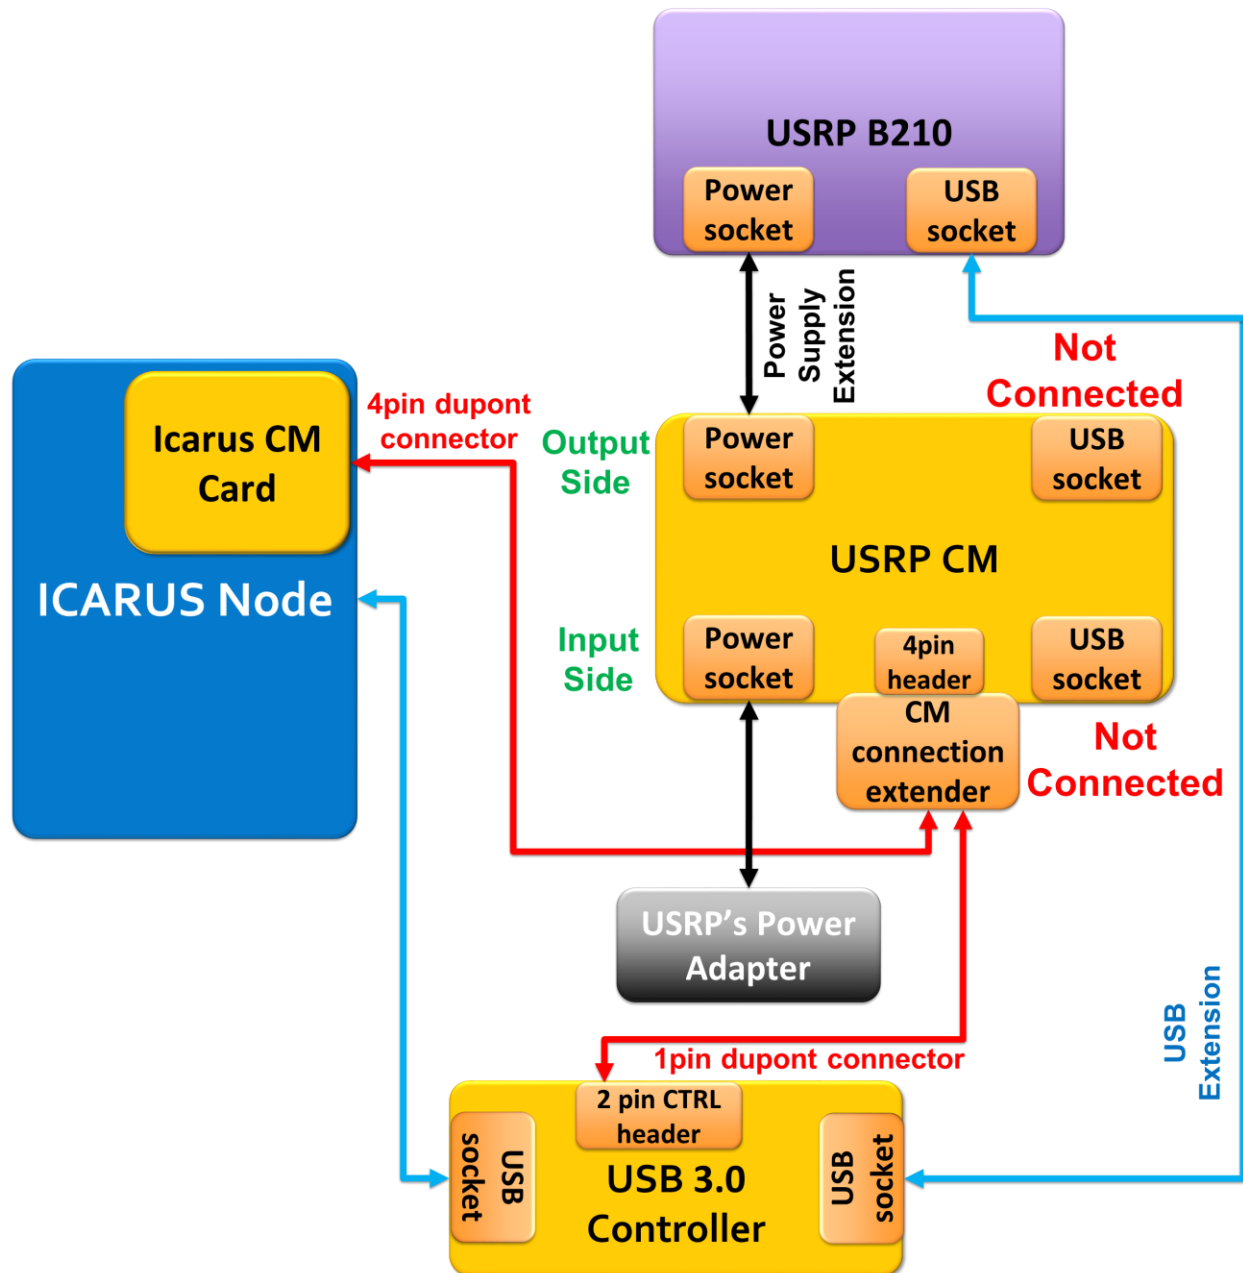 USRP B210
Power
socket
USB
socket
Power
Supply
Extension
Not
Connected
4pin dupont
connector
Icarus CM
Card
ICARUS Node
Output
Side
Power
socket
USB
socket
USRP CM
Input
Side
Power
socket
4pin
header
USB
socket
CM
connection
extender
Not
Connected
USRP's Power
Adapter
USB
Extension
1pin dupont connector
2 pin CTRL
header
USB
socket
USB
socket
USB 3.0
Controller